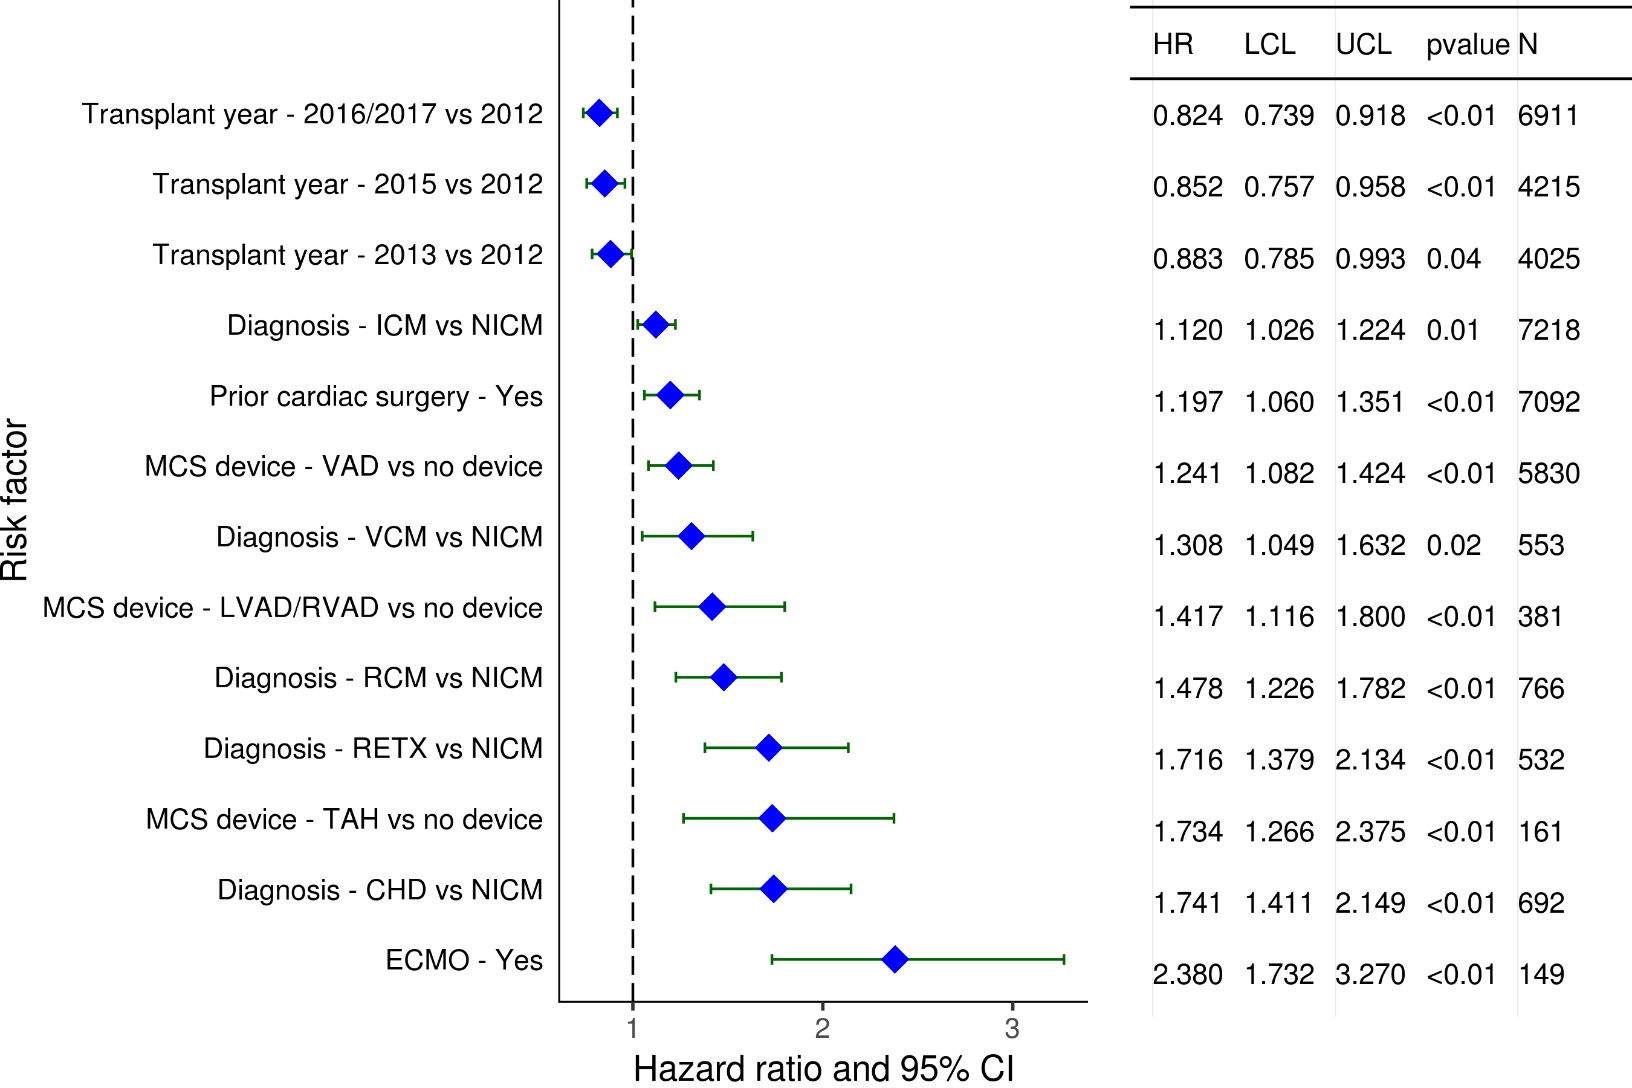 HR LCL UCL pvalue N
Transplant year - 2016/2017 vs 2012 0.824 0.739 0.918 <0.01 6911
Transplant year - 2015 vs 2012 0.852 0.757 0.958 <0.01 4215
Transplant year - 2013 vs 2012 0.883 0.785 0.993 0.04 4025
Diagnosis - ICM vs NICM 1.120 1.026 1.224 0.01 7218
Prior cardiac surgery - Yes 1.197 1.060 1.351 <0.01 7092
MCS device - VAD vs no device 1.241 1.082 1.424 <0.01 5830
Diagnosis - VCM vs NICM 1.308 1.049 1.632 0.02 553
MCS device - LVAD/RVAD vs no device 1.417 1.116 1.800 <0.01 381
Diagnosis - RCM vs NICM 1.478 1.226 1.782 <0.01 766
Diagnosis - RETX vs NICM 1.716 1.379 2.134 <0.01 532
MCS device - TAH vs no device 1.734 1.266 2.375 <0.01 161
Diagnosis - CHD vs NICM 1.741 1.411 2.149 <0.01 692
ECMO - Yes 2.380 1.732 3.270 <0.01 149
Risk factor
1 2 3
Hazard ratio and 95% CI